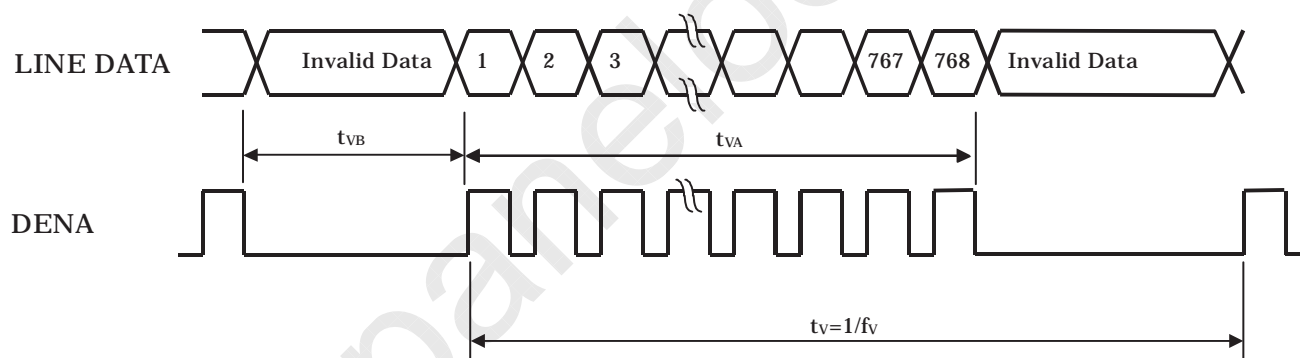 LINE DATA Invalid Data 1 2 3 767 768 Invalid Data
tVB tVA
DENA
tV=1/fV